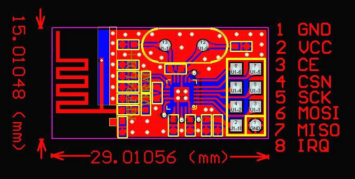 15.01048 (mm)
1 GND
2 VCC
3 CE
4 CSN
5 SCK
6 MOSI
7 MISO
8 IRQ
29.01056 (mm)